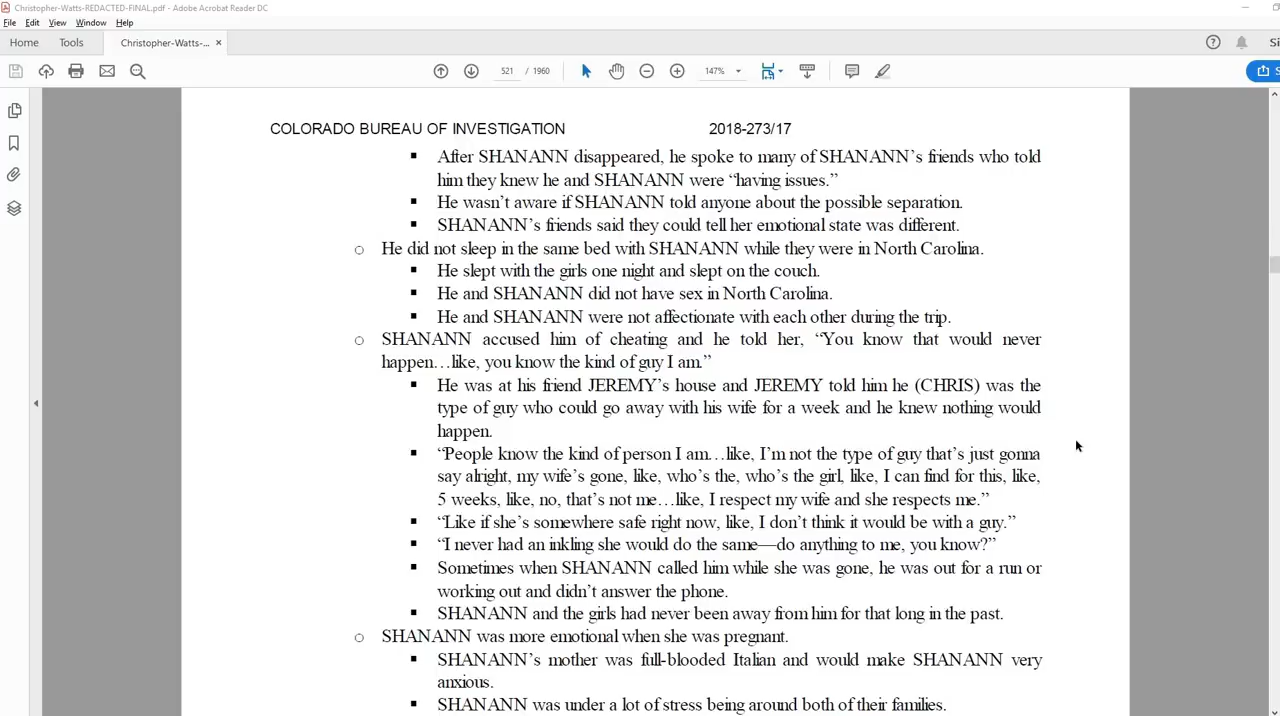 Christopher-Watts-REDACTED-FINAL.pdf - Adobe Acrobat Reader DC
File Edit View Window Help
Home Tools Christopher-Watts-... ×
521 / 1960 147%
COLORADO BUREAU OF INVESTIGATION 2018-273/17
▪ After SHANANN disappeared, he spoke to many of SHANANN’s friends who told
him they knew he and SHANANN were “having issues.”
▪ He wasn’t aware if SHANANN told anyone about the possible separation.
▪ SHANANN’s friends said they could tell her emotional state was different.
o He did not sleep in the same bed with SHANANN while they were in North Carolina.
▪ He slept with the girls one night and slept on the couch.
▪ He and SHANANN did not have sex in North Carolina.
▪ He and SHANANN were not affectionate with each other during the trip.
o SHANANN accused him of cheating and he told her, “You know that would never
happen…like, you know the kind of guy I am.”
▪ He was at his friend JEREMY’s house and JEREMY told him he (CHRIS) was the
type of guy who could go away with his wife for a week and he knew nothing would
happen.
▪ “People know the kind of person I am…like, I’m not the type of guy that’s just gonna
say alright, my wife’s gone, like, who’s the, who’s the girl, like, I can find for this, like,
5 weeks, like, no, that’s not me…like, I respect my wife and she respects me.”
▪ “Like if she’s somewhere safe right now, like, I don’t think it would be with a guy.”
▪ “I never had an inkling she would do the same—do anything to me, you know?”
▪ Sometimes when SHANANN called him while she was gone, he was out for a run or
working out and didn’t answer the phone.
▪ SHANANN and the girls had never been away from him for that long in the past.
o SHANANN was more emotional when she was pregnant.
▪ SHANANN’s mother was full-blooded Italian and would make SHANANN very
anxious.
▪ SHANANN was under a lot of stress being around both of their families.